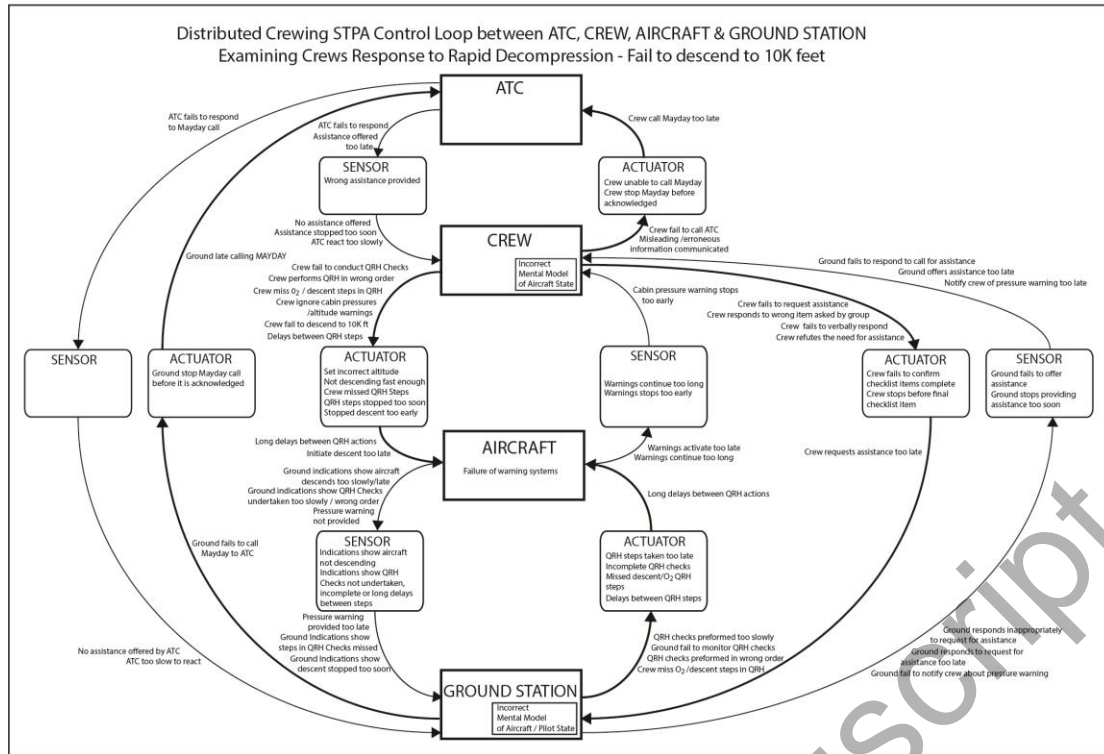 Distributed Crewing STPA Control Loop between ATC, CREW, AIRCRAFT & GROUND STATION
Examining Crews Response to Rapid Decompression - Fail to descend to 10K feet
ATC
ATC fails to respond
to Mayday call
ATC fails to respond
Assistance offered
too late
Crew call Mayday too late
SENSOR
Wrong assistance provided
ACTUATOR
Crew unable to call Mayday
Crew stop Mayday before
acknowledged
No assistance offered
Assistance stopped too soon
ATC react too slowly
CREW
Incorrect
Mental Model
of Aircraft State
Crew fail to call ATC
Misleading /erroneous
information communicated
Ground late calling MAYDAY
Crew fail to conduct QRH Checks
Crew performs QRH in wrong order
Crew miss O2 / descent steps in QRH
Crew ignore cabin pressures
/altitude warnings
Crew fail to descend to 10K ft
Delays between QRH steps
Cabin pressure warning stops
too early
Ground fails to respond to call for assistance
Ground offers assistance too late
Notify crew of pressure warning too late
Crew fails to request assistance
Crew responds to wrong item asked by group
Crew fails to verbally respond
Crew refutes the need for assistance
SENSOR
ACTUATOR
Ground stop Mayday call
before it is acknowledged
ACTUATOR
Set incorrect altitude
Not descending fast enough
Crew missed QRH Steps
QRH steps stopped too soon
Stopped descent too early
SENSOR
Warnings continue too long
Warnings stops too early
ACTUATOR
Crew fails to confirm
checklist items complete
Crew stops before final
checklist item
SENSOR
Ground fails to offer
assistance
Ground stops providing
assistance too soon
Long delays between QRH actions
Initiate descent too late
AIRCRAFT
Failure of warning systems
Warnings activate too late
Warnings continue too long
Crew requests assistance too late
Ground indications show aircraft
descends too slowly/late
Ground indications show QRH Checks
undertaken too slowly / wrong order
Pressure warning
not provided
Long delays between QRH actions
Ground fails to call
Mayday to ATC
SENSOR
Indications show aircraft
not descending
Indications show QRH
Checks not undertaken,
incomplete or long delays
between steps
ACTUATOR
QRH steps taken too late
Incomplete QRH checks
Missed descent/O2 QRH
steps
Delays between QRH steps
Pressure warning
provided too late
Ground Indications show
steps in QRH Checks missed
Ground Indications show
descent stopped too soon
QRH checks preformed too slowly
Ground fail to monitor QRH checks
QRH checks preformed in wrong order
Crew miss O2 /descent steps in QRH
No assistance offered by ATC
ATC too slow to react
Ground responds inappropriately
to request for assistance
Ground responds to request for
assistance too late
Ground fail to notify crew about pressure warning
GROUND STATION
Incorrect
Mental Model
of Aircraft / Pilot State
script